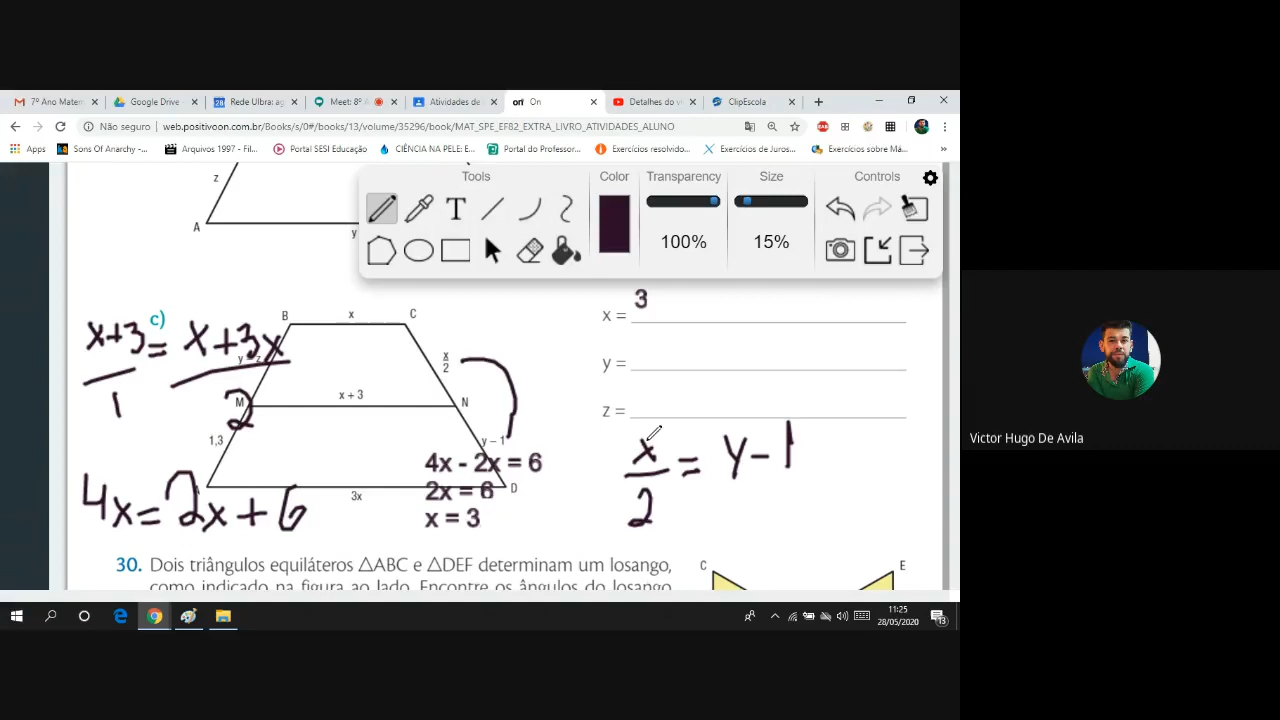 7º Ano Matem
Google Drive
28 Rede Ulbra: ag
Meet: 8º A
Atividades de
on On
Detalhes do v
ClipEscola
Não seguro
web.positivoon.com.br/Books/s/0#/books/13/volume/35296/book/MAT_SPE_EF82_EXTRA_LIVRO_ATIVIDADES_ALUNO
Apps
Sons Of Anarchy -...
Arquivos 1997 - Fil...
Portal SESI Educação
CIÊNCIA NA PELE: E...
Portal do Professor...
Exercícios resolvido...
Exercícios de Juros...
Exercícios sobre Má...
Tools
Color
Transparency
Size
Controls
T
100%
15%
z
A
y
c)
B
x
C
x
2
M
x + 3
N
1,3
y – 1
3x
D
x+3 = x+3x
1 2
4x=2x+6
4x - 2x = 6
2x = 6
x = 3
x = 3
y =
z =
x = y-1
2
30. Dois triângulos equiláteros △ABC e △DEF determinam um losango,
como indicado na figura ao lado. Encontre os ângulos do losango
C
E
Victor Hugo De Avila
11:25
28/05/2020
13